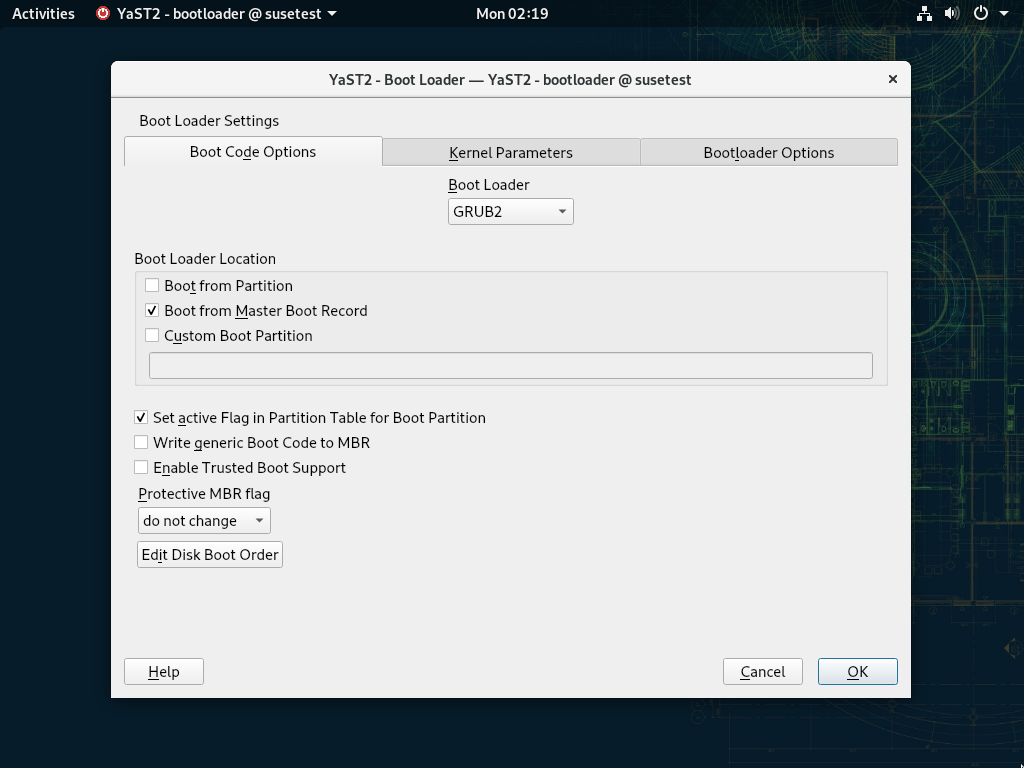 Activities YaST2 - bootloader @ susetest Mon 02:19
YaST2 - Boot Loader — YaST2 - bootloader @ susetest
Boot Loader Settings
Boot Code Options Kernel Parameters Bootloader Options
Boot Loader
GRUB2
Boot Loader Location
Boot from Partition
Boot from Master Boot Record
Custom Boot Partition
Set active Flag in Partition Table for Boot Partition
Write generic Boot Code to MBR
Enable Trusted Boot Support
Protective MBR flag
do not change
Edit Disk Boot Order
Help Cancel OK